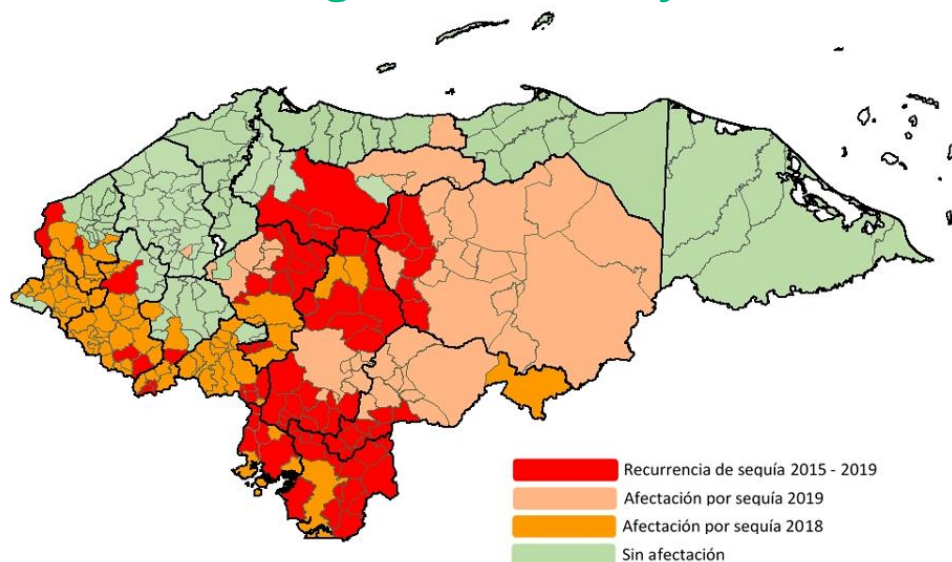 Recurrencia de sequía 2015 - 2019
Afectación por sequía 2019
Afectación por sequía 2018
Sin afectación